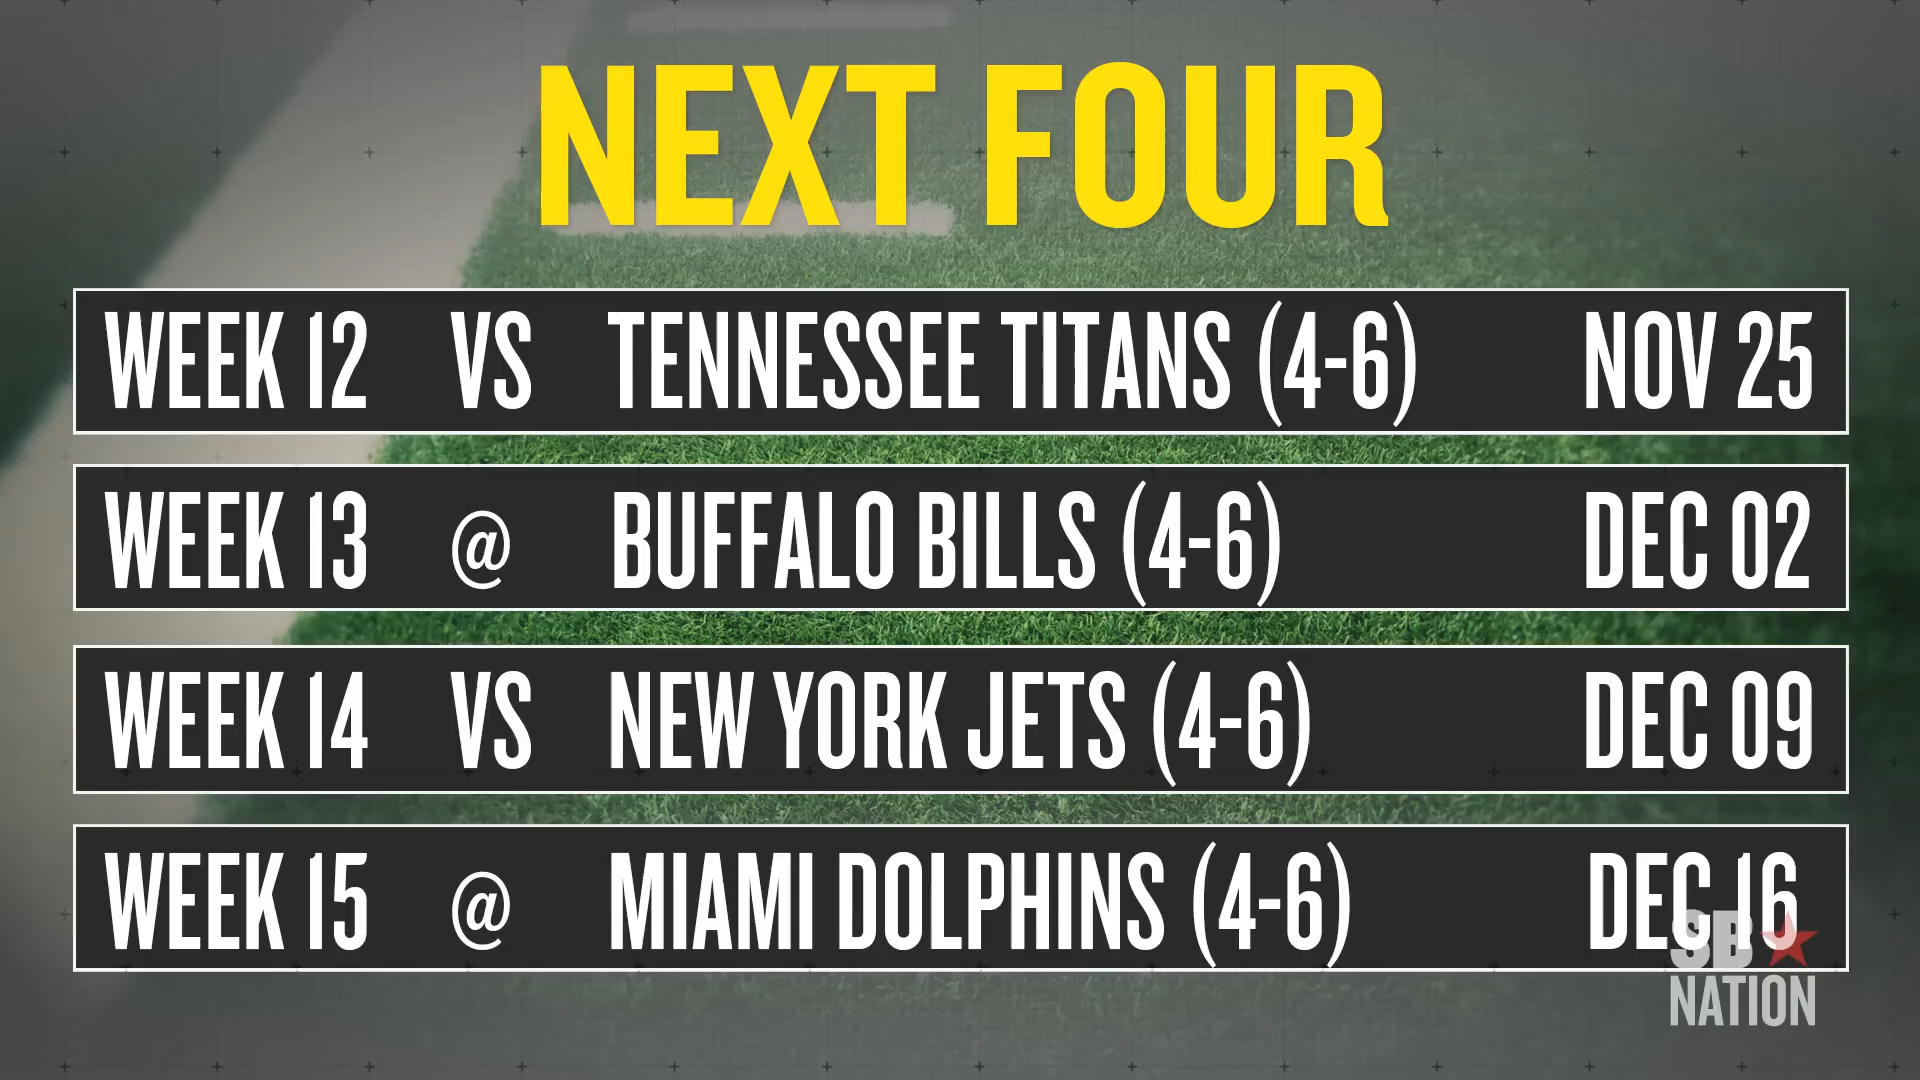 NEXT FOUR
WEEK 12 VS TENNESSEE TITANS (4-6) NOV 25
WEEK 13 @ BUFFALO BILLS (4-6) DEC 02
WEEK 14 VS NEW YORK JETS (4-6) DEC 09
WEEK 15 @ MIAMI DOLPHINS (4-6) DEC 16
SB
NATION